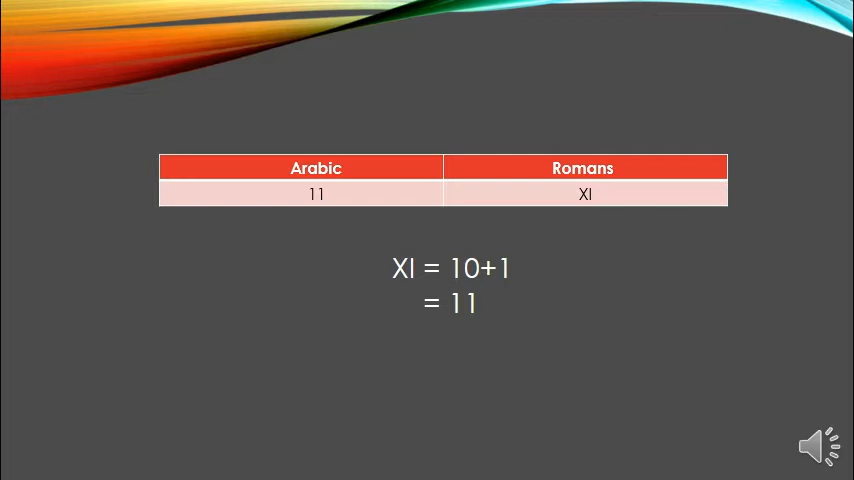 Arabic Romans
11 XI
XI = 10+1
= 11